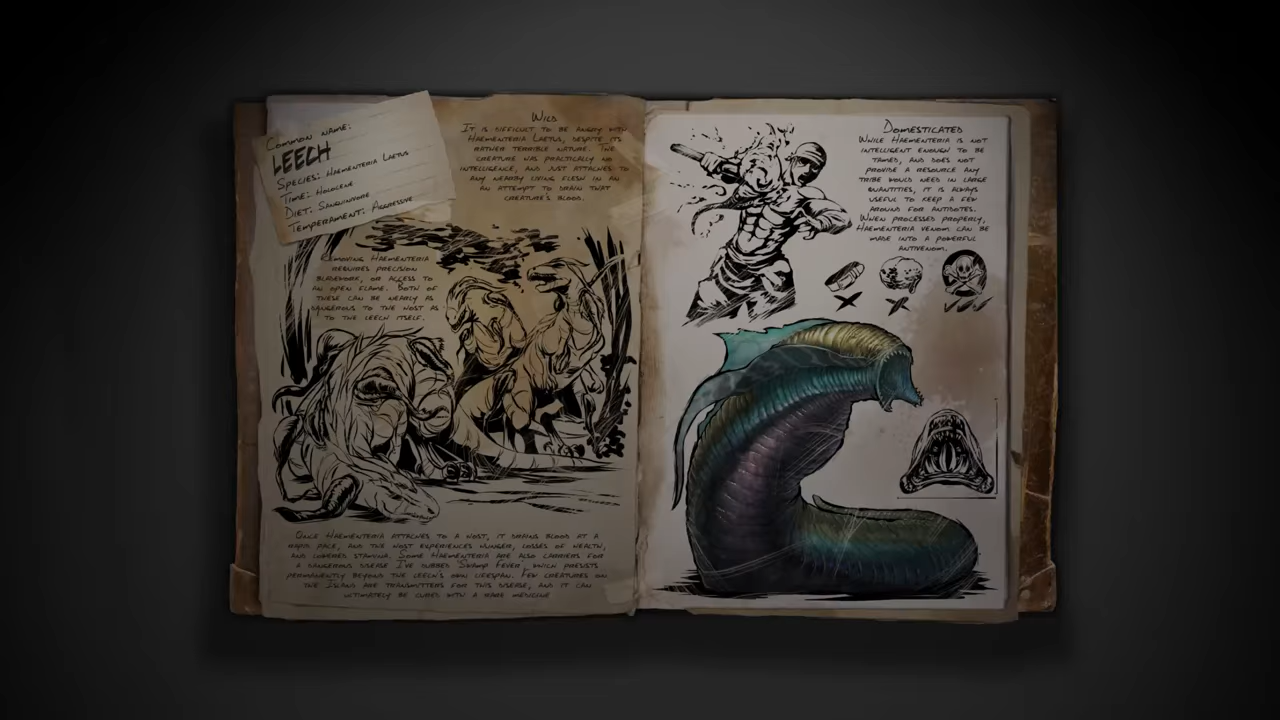 Common name:
LEECH
Species: Haementeria Laetus
Time: Holocene
Diet: Sanguinivore
Temperament: Aggressive
Wild
It is difficult to be angry with
Haementeria Laetus, despite its
rather terrible nature. The
creature was practically no
intelligence, and just attaches to
any nearby living flesh in an
an attempt to drain that
creature's blood.
Removing Haementeria
requires precision
bladework, or access to
an open flame. Both of
these can be nearly as
dangerous to the host as
to the leech itself.
Once Haementeria attaches to a host, it drains blood at a
rapid pace, and the host experiences hunger, losses of health,
and lowered stamina. Some Haementeria are also carriers for
a dangerous disease I've dubbed 'Swamp Fever', which persists
permanently beyond the leech's own lifespan. Few creatures on
the Island are transmitters for this disease, and it can
ultimately be cured with a rare medicine
Domesticated
While Haementeria is not
intelligent enough to be
tamed, and does not
provide a resource any
tribe would need in large
quantities, it is always
useful to keep a few
around for antidotes.
When processed properly,
Haementeria venom can be
made into a powerful
antivenom.